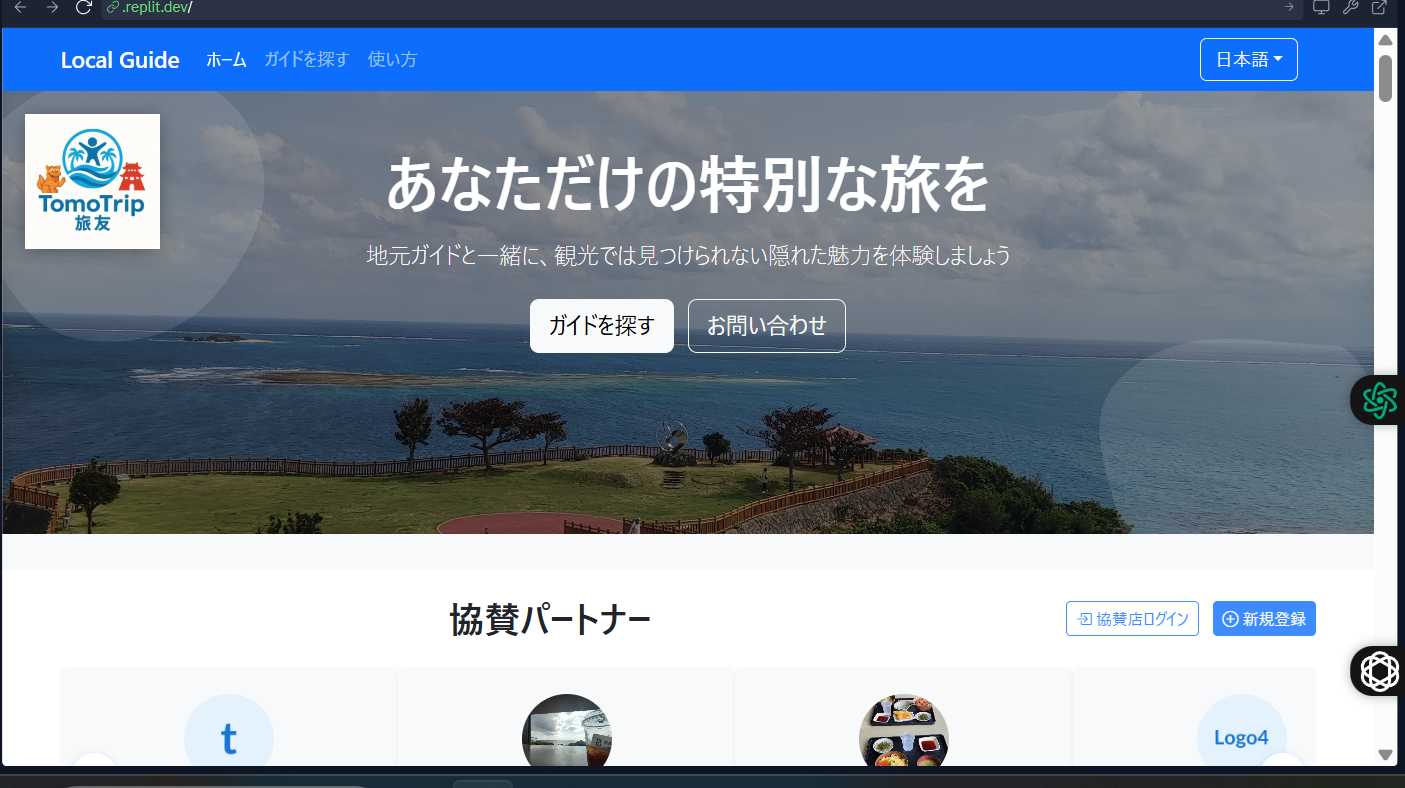 .replit.dev/
Local Guide ホーム ガイドを探す 使い方 日本語
TomoTrip
旅友
あなただけの特別な旅を
地元ガイドと一緒に、観光では見つけられない隠れた魅力を体験しましょう
ガイドを探す お問い合わせ
協賛パートナー 協賛店ログイン 新規登録
t Logo4